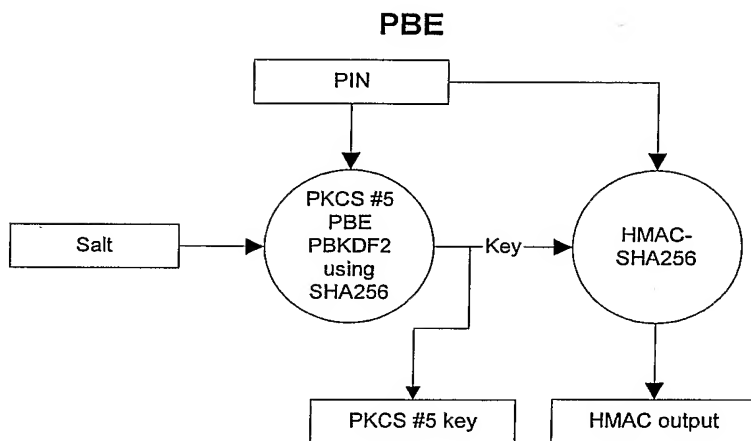 PBE
PIN
PKCS #5
PBE
PBKDF2
using
SHA256
Salt
Key
HMAC-
SHA256
PKCS #5 key
HMAC output